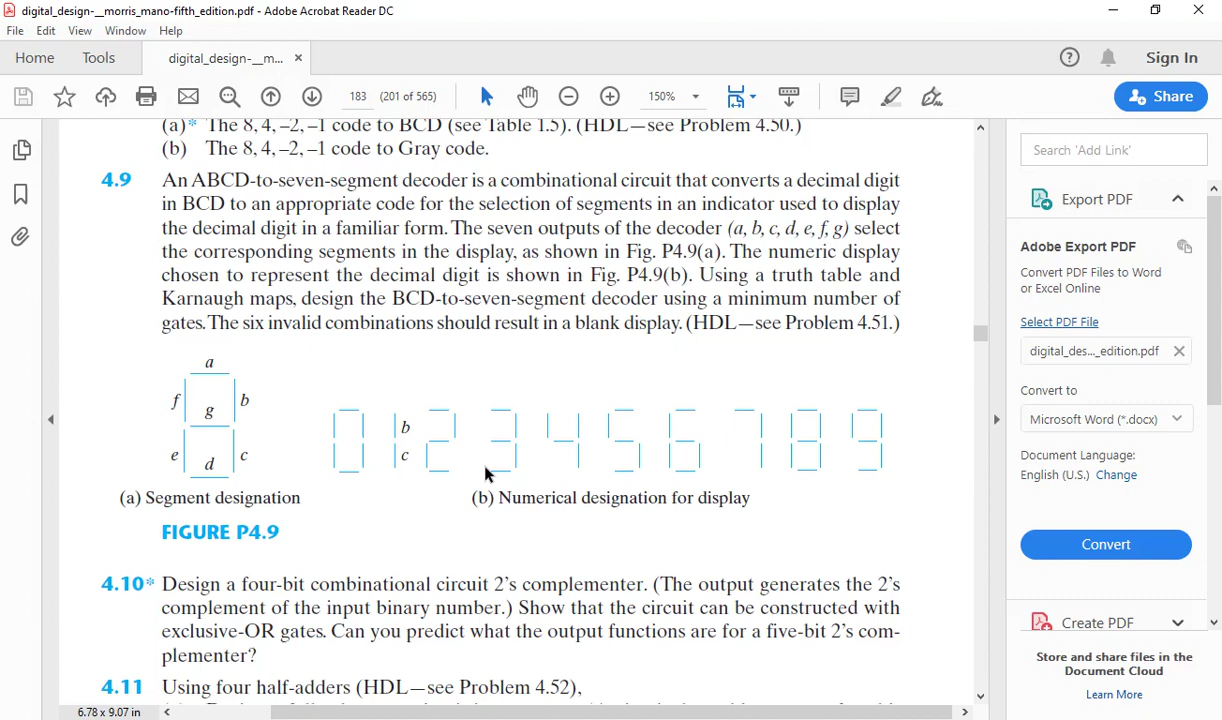 digital_design-__morris_mano-fifth_edition.pdf - Adobe Acrobat Reader DC
File Edit View Window Help
Home Tools digital_design-__m... × Sign In
183 (201 of 565) 150% Share
(a)* The 8, 4, –2, –1 code to BCD (see Table 1.5). (HDL—see Problem 4.50.)
(b) The 8, 4, –2, –1 code to Gray code.
4.9 An ABCD-to-seven-segment decoder is a combinational circuit that converts a decimal digit
in BCD to an appropriate code for the selection of segments in an indicator used to display
the decimal digit in a familiar form. The seven outputs of the decoder (a, b, c, d, e, f, g) select
the corresponding segments in the display, as shown in Fig. P4.9(a). The numeric display
chosen to represent the decimal digit is shown in Fig. P4.9(b). Using a truth table and
Karnaugh maps, design the BCD-to-seven-segment decoder using a minimum number of
gates. The six invalid combinations should result in a blank display. (HDL—see Problem 4.51.)
a
f g b
e d c
0 1 b c 2 3 4 5 6 7 8 9
(a) Segment designation
(b) Numerical designation for display
FIGURE P4.9
4.10* Design a four-bit combinational circuit 2's complementer. (The output generates the 2's
complement of the input binary number.) Show that the circuit can be constructed with
exclusive-OR gates. Can you predict what the output functions are for a five-bit 2's com-
plementer?
4.11 Using four half-adders (HDL—see Problem 4.52),
6.78 x 9.07 in
Search 'Add Link'
Export PDF
Adobe Export PDF
Convert PDF Files to Word
or Excel Online
Select PDF File
digital_des..._edition.pdf ×
Convert to
Microsoft Word (*.docx)
Document Language:
English (U.S.) Change
Convert
Create PDF
Store and share files in the
Document Cloud
Learn More